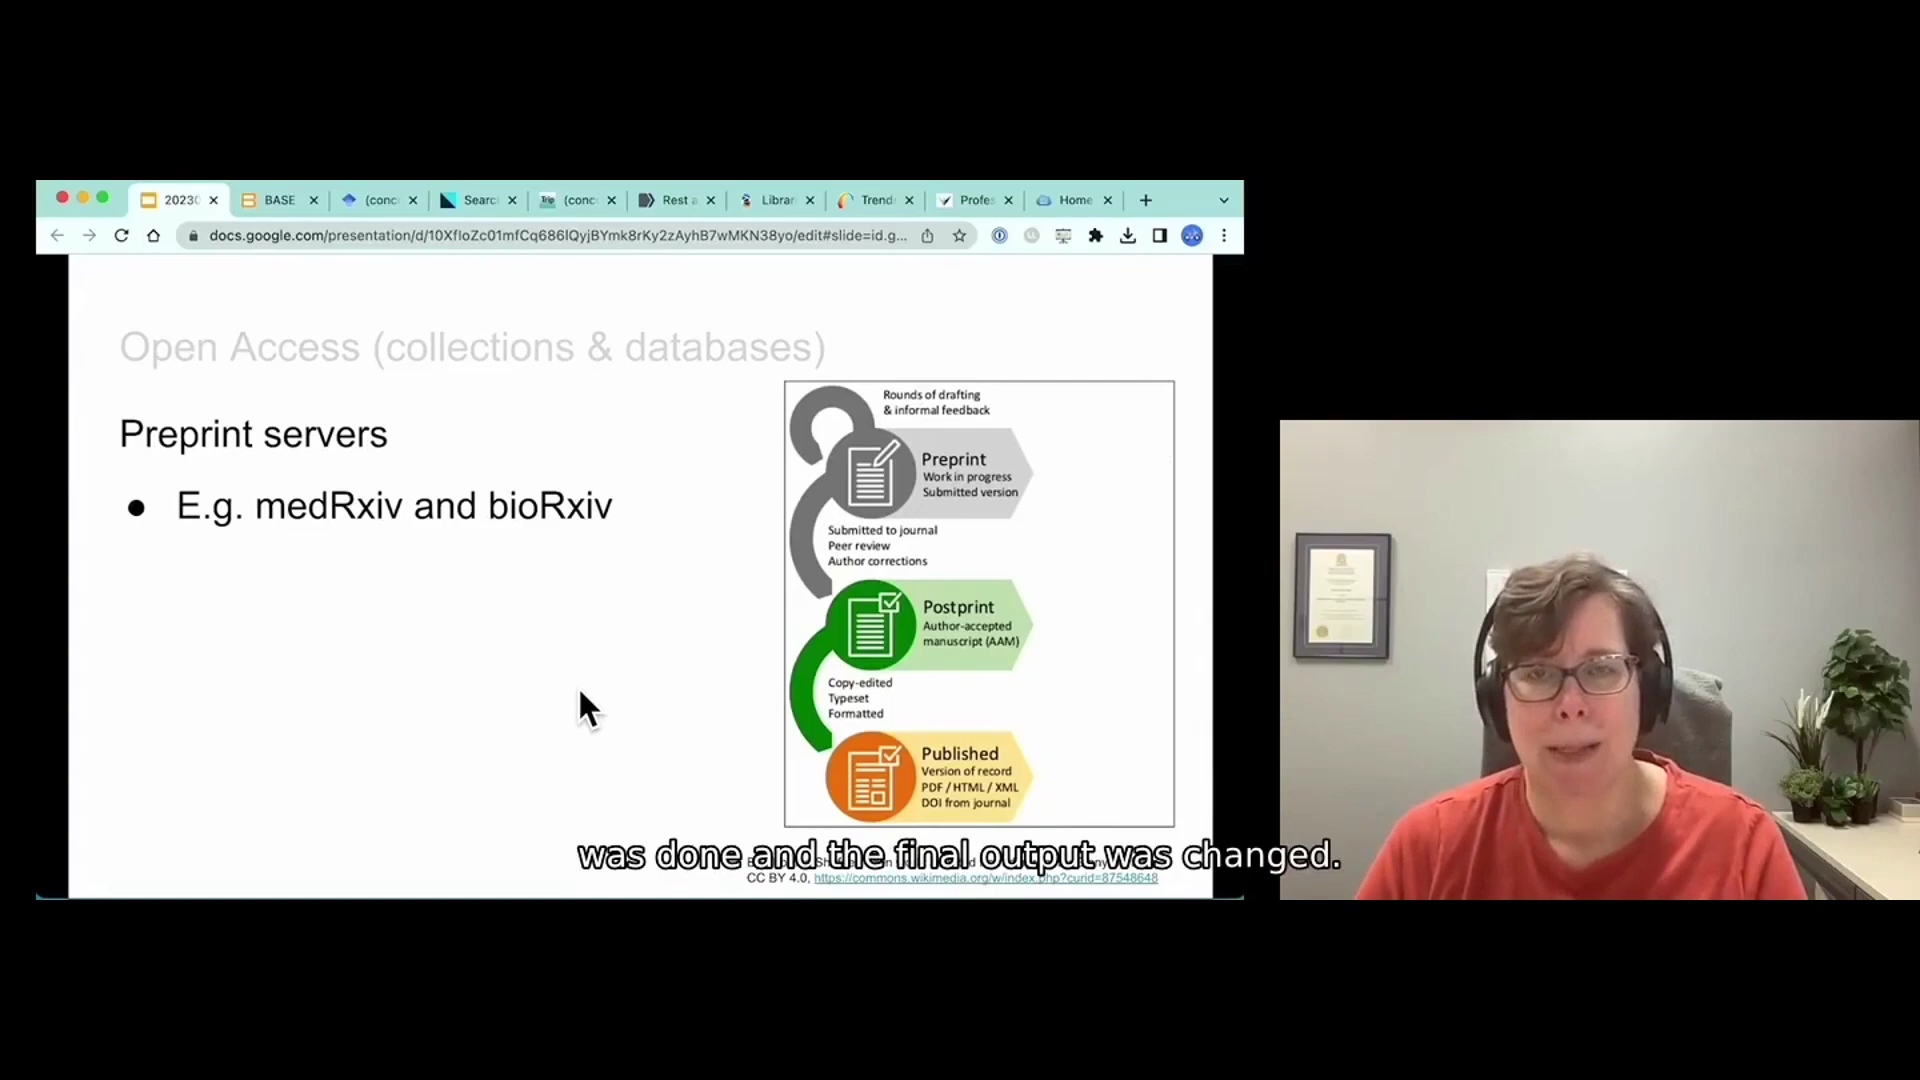 2023
BASE
(conc
Searc
Trip
(conc
Rest a
Librar
Trend
Profes
Home
docs.google.com/presentation/d/10XfloZc01mfCq686lQyjBYmk8rKy2zAyhB7wMKN38yo/edit#slide=id.g...
Open Access (collections & databases)
Preprint servers
● E.g. medRxiv and bioRxiv
Rounds of drafting
& informal feedback
Preprint
Work in progress
Submitted version
Submitted to journal
Peer review
Author corrections
Postprint
Author-accepted
manuscript (AAM)
Copy-edited
Typeset
Formatted
Published
Version of record
PDF / HTML / XML
DOI from journal
was done and the final output was changed.
CC BY 4.0, https://commons.wikimedia.org/w/index.php?curid=87548648